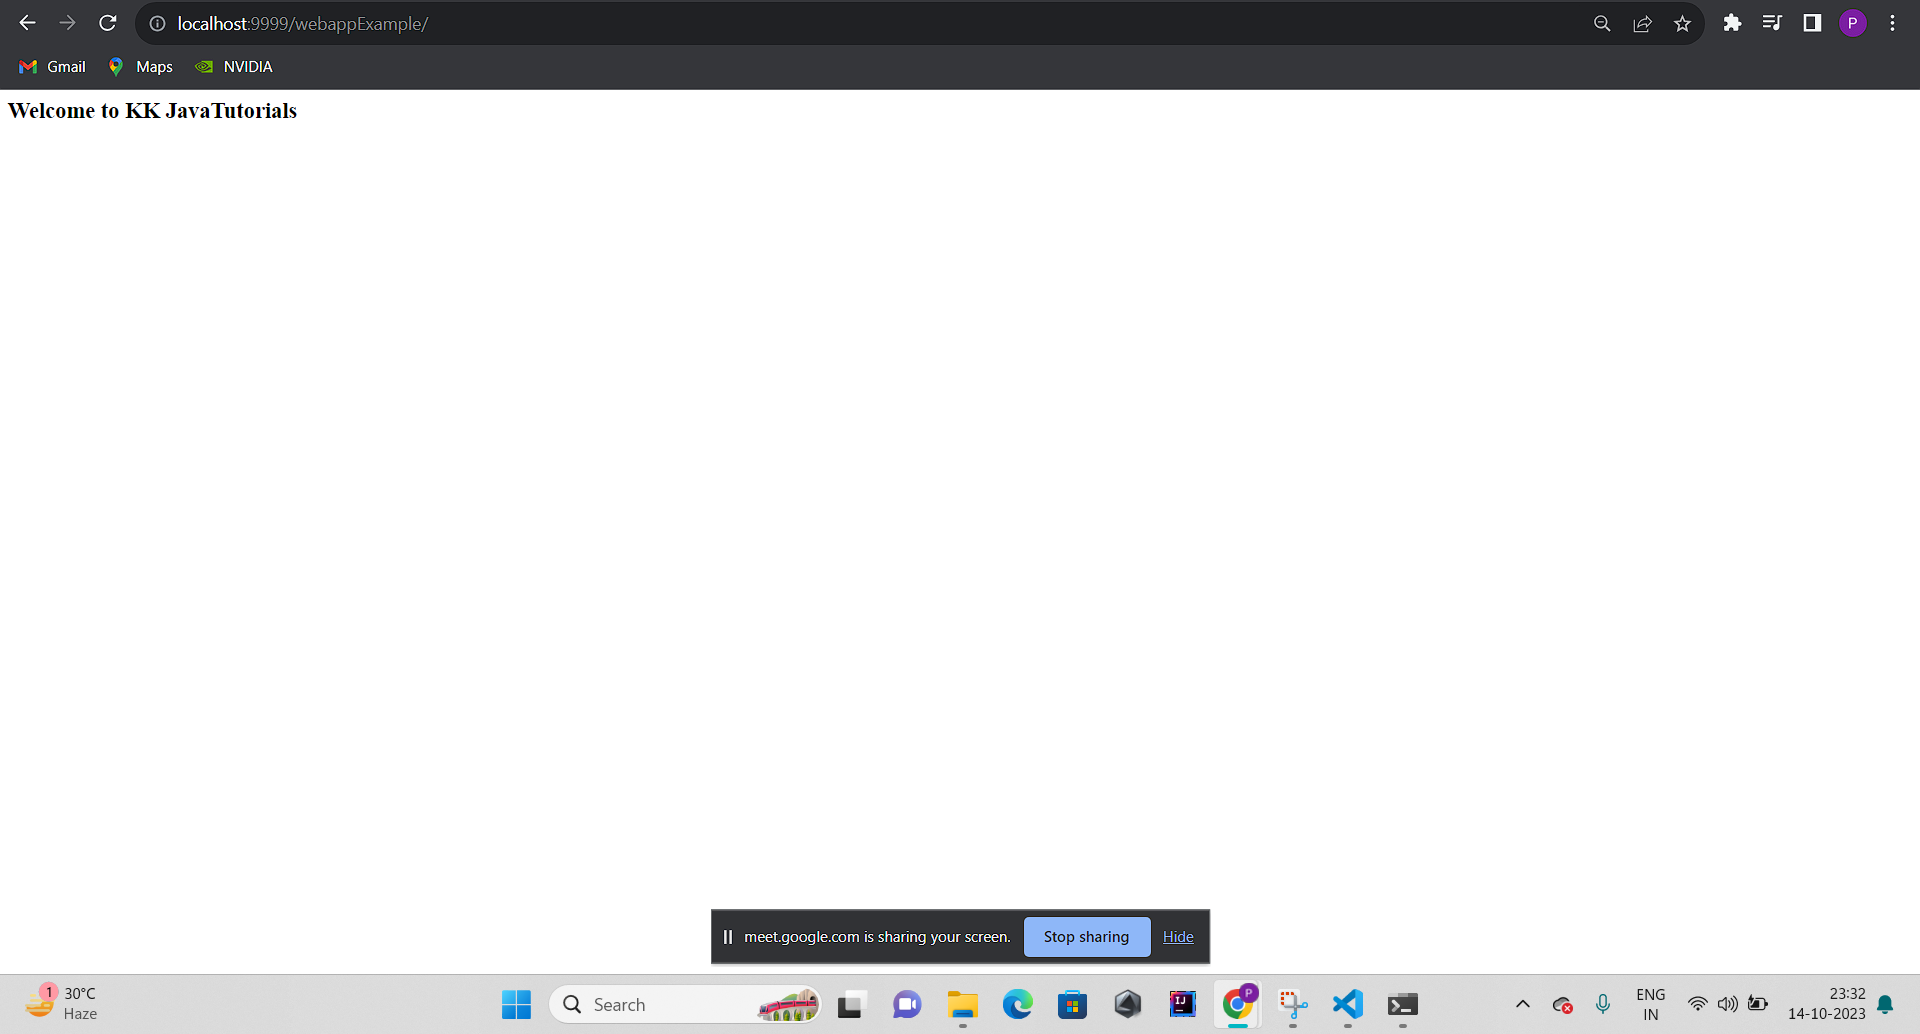 localhost:9999/webappExample/
P
Gmail Maps NVIDIA
Welcome to KK JavaTutorials
meet.google.com is sharing your screen. Stop sharing Hide
1
30°C
Haze
Search
IJ
P
ENG
IN
23:32
14-10-2023